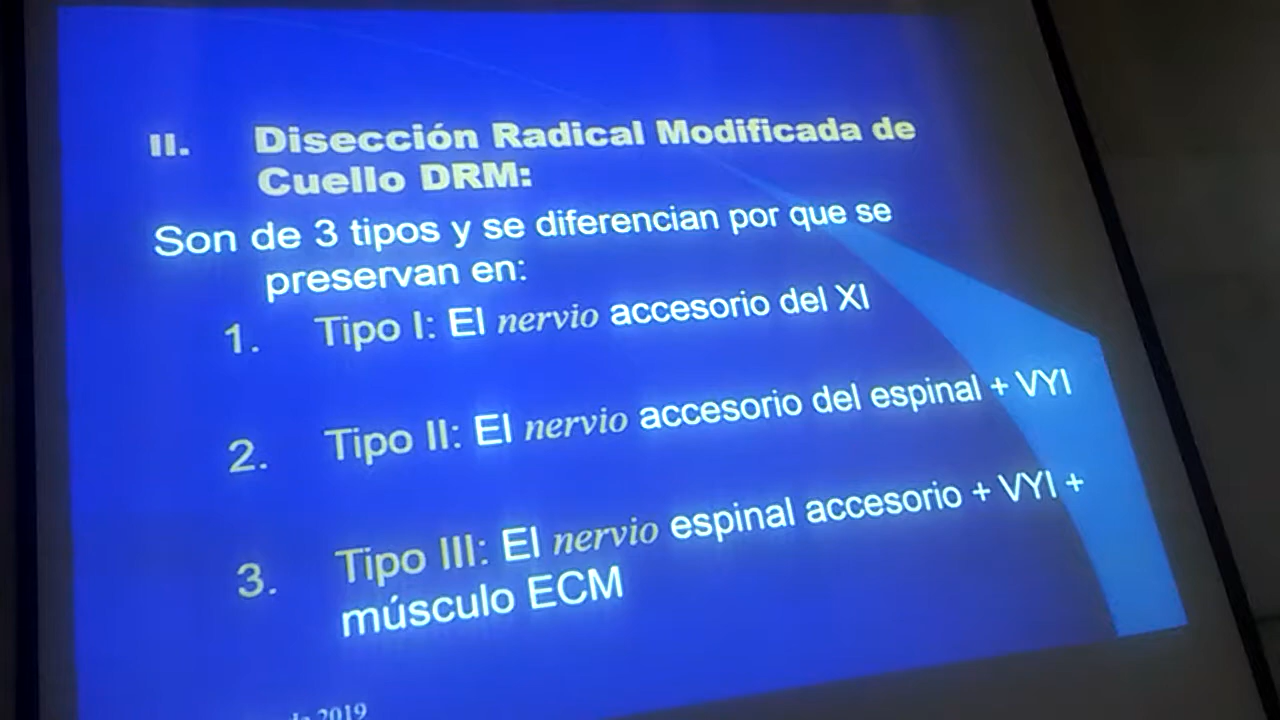 II. Disección Radical Modificada de
Cuello DRM:
Son de 3 tipos y se diferencian por que se
preservan en:
1. Tipo I: El nervio accesorio del XI
2. Tipo II: El nervio accesorio del espinal + VYI
3. Tipo III: El nervio espinal accesorio + VYI +
músculo ECM
2019